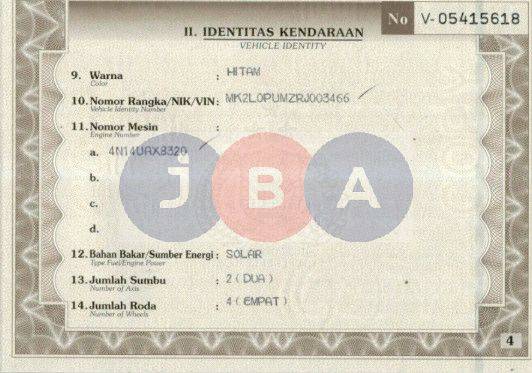 No V-05415618
II. IDENTITAS KENDARAAN
VEHICLE IDENTITY
9. Warna : HITAM
Color
10. Nomor Rangka/NIK/VIN : MK2L0PUMZRJ003466
Vehicle Identity Number
11. Nomor Mesin :
Engine Number
a. 4N14UAX8320
b.
c.
d.
JBA
12. Bahan Bakar/Sumber Energi : SOLAR
Type Fuel/Engine Power
13. Jumlah Sumbu : 2 ( DUA )
Number of Axis
14. Jumlah Roda : 4 ( EMPAT )
Number of Wheels
4